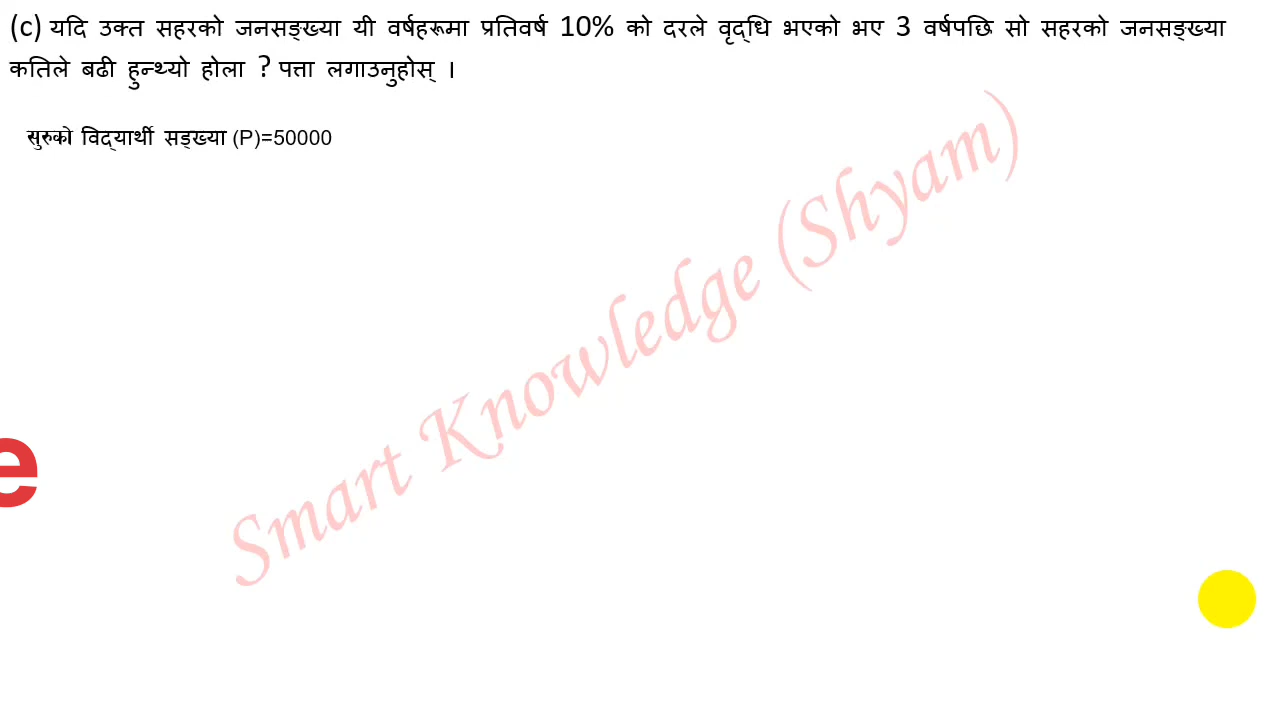 (c) यदि उक्त सहरको जनसङ्ख्या यी वर्षहरूमा प्रतिवर्ष 10% को दरले वृद्‌धि भएको भए 3 वर्षपछि सो सहरको जनसङ्ख्या
कतिले बढी हुन्थ्यो होला ? पत्ता लगाउनुहोस् ।
सुरुको विद्‌यार्थी सङ्ख्या (P)=50000
Smart Knowledge (Shyam)
e